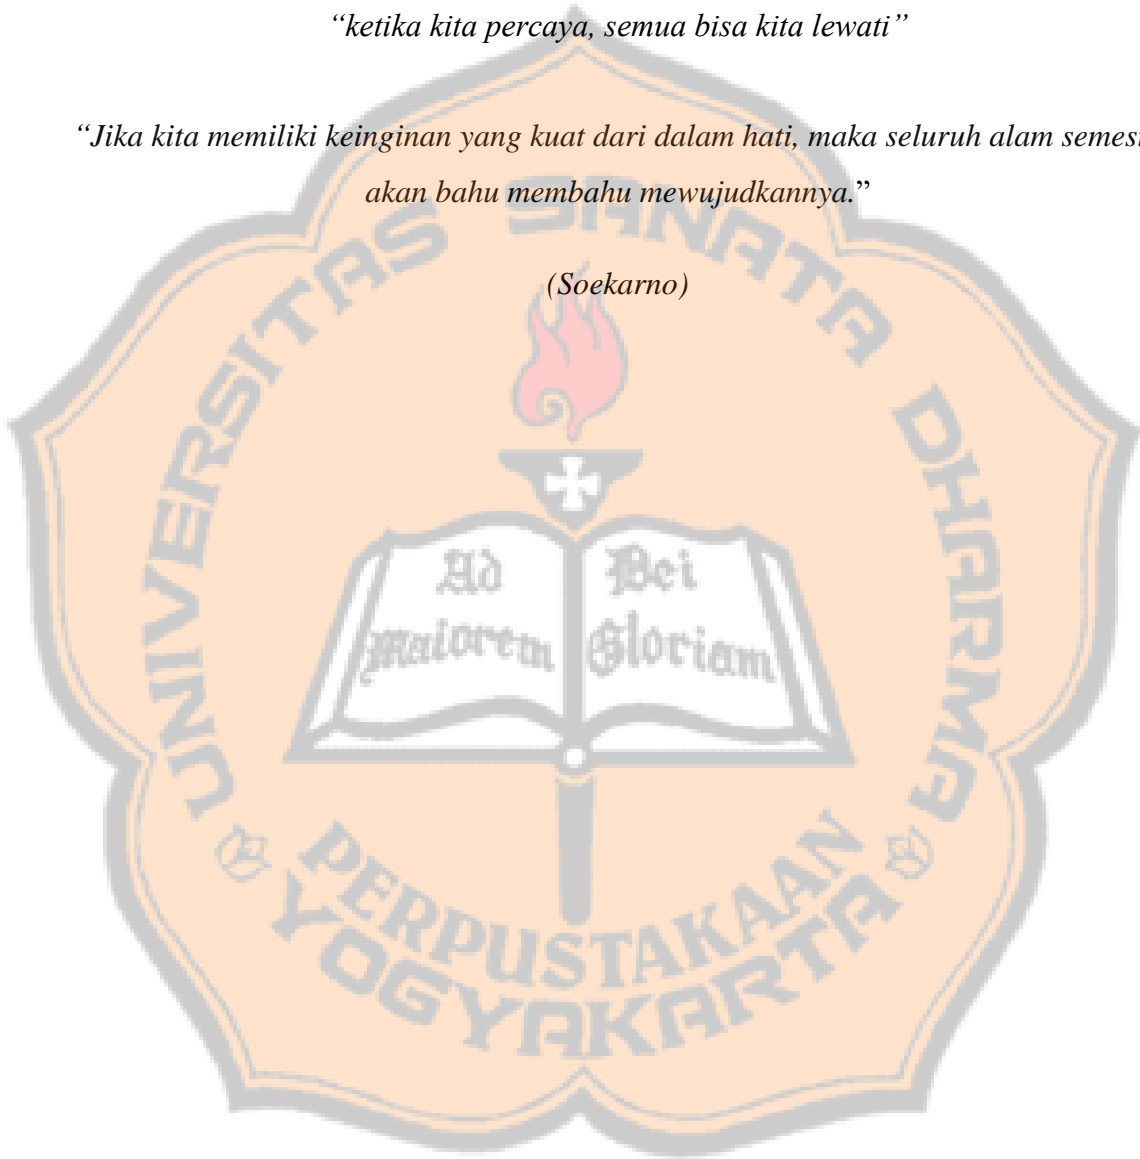 “ketika kita percaya, semua bisa kita lewati”
“Jika kita memiliki keinginan yang kuat dari dalam hati, maka seluruh alam
akan bahu membahu mewujudkannya.”
(Soekarno)
UNIVERSITAS SANATA DHARMA
Ad Dei
maiorem Gloriam
PERPUSTAKAAN
YOGYAKARTA